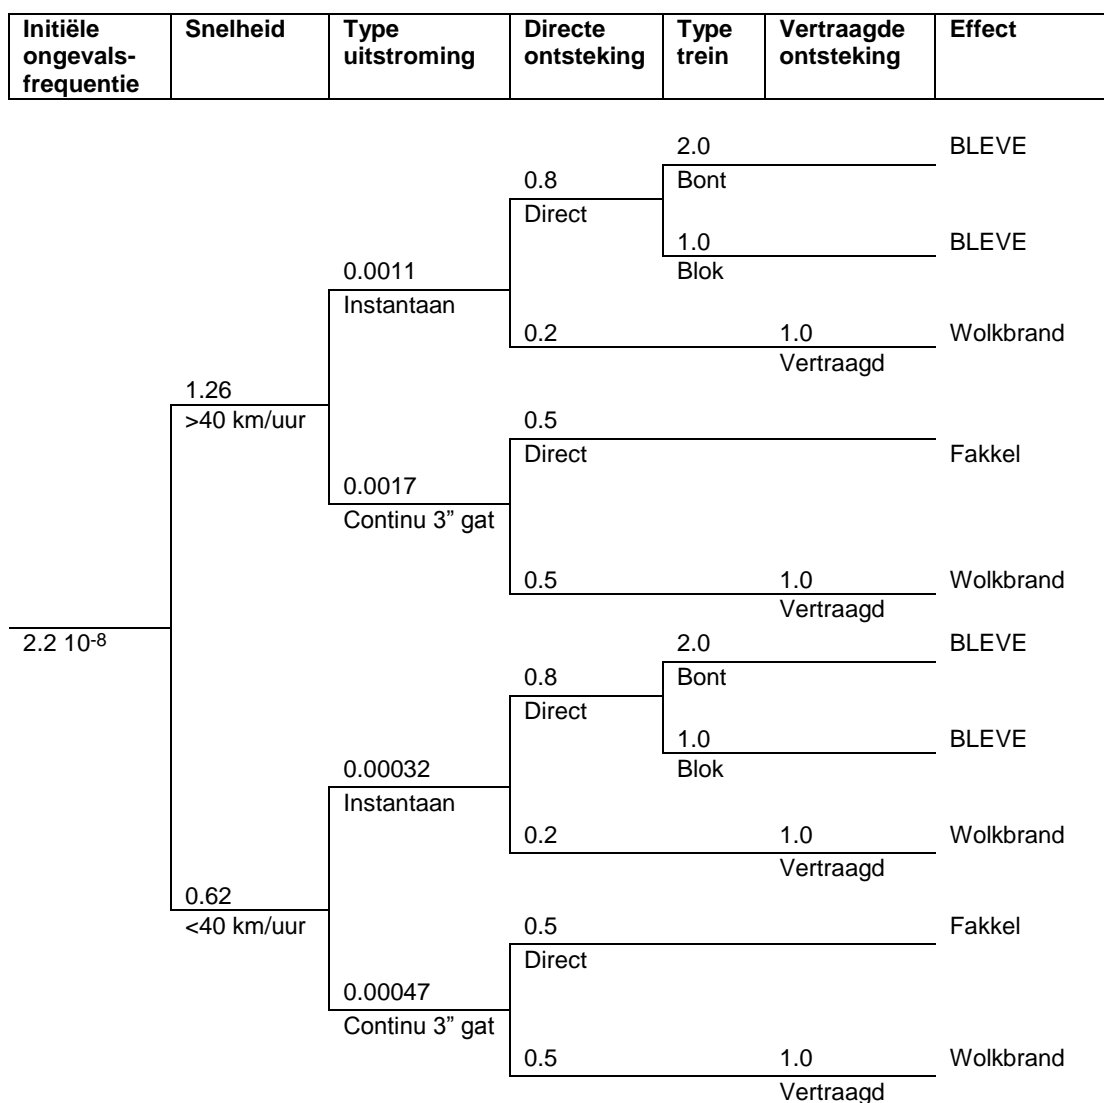 Initiële ongevals-frequentie Snelheid Type uitstroming Directe ontsteking Type trein Vertraagde ontsteking Effect
2.0 BLEVE
0.8 Bont
Direct
1.0 BLEVE
0.0011 Blok
Instantaan
0.2 1.0 Wolkbrand
Vertraagd
1.26
>40 km/uur 0.5
Direct Fakkel
0.0017
Continu 3” gat
0.5 1.0 Wolkbrand
Vertraagd
2.2 10-8 2.0 BLEVE
0.8 Bont
Direct
1.0 BLEVE
0.00032 Blok
Instantaan
0.2 1.0 Wolkbrand
Vertraagd
0.62
<40 km/uur 0.5 Fakkel
Direct
0.00047
Continu 3” gat
0.5 1.0 Wolkbrand
Vertraagd